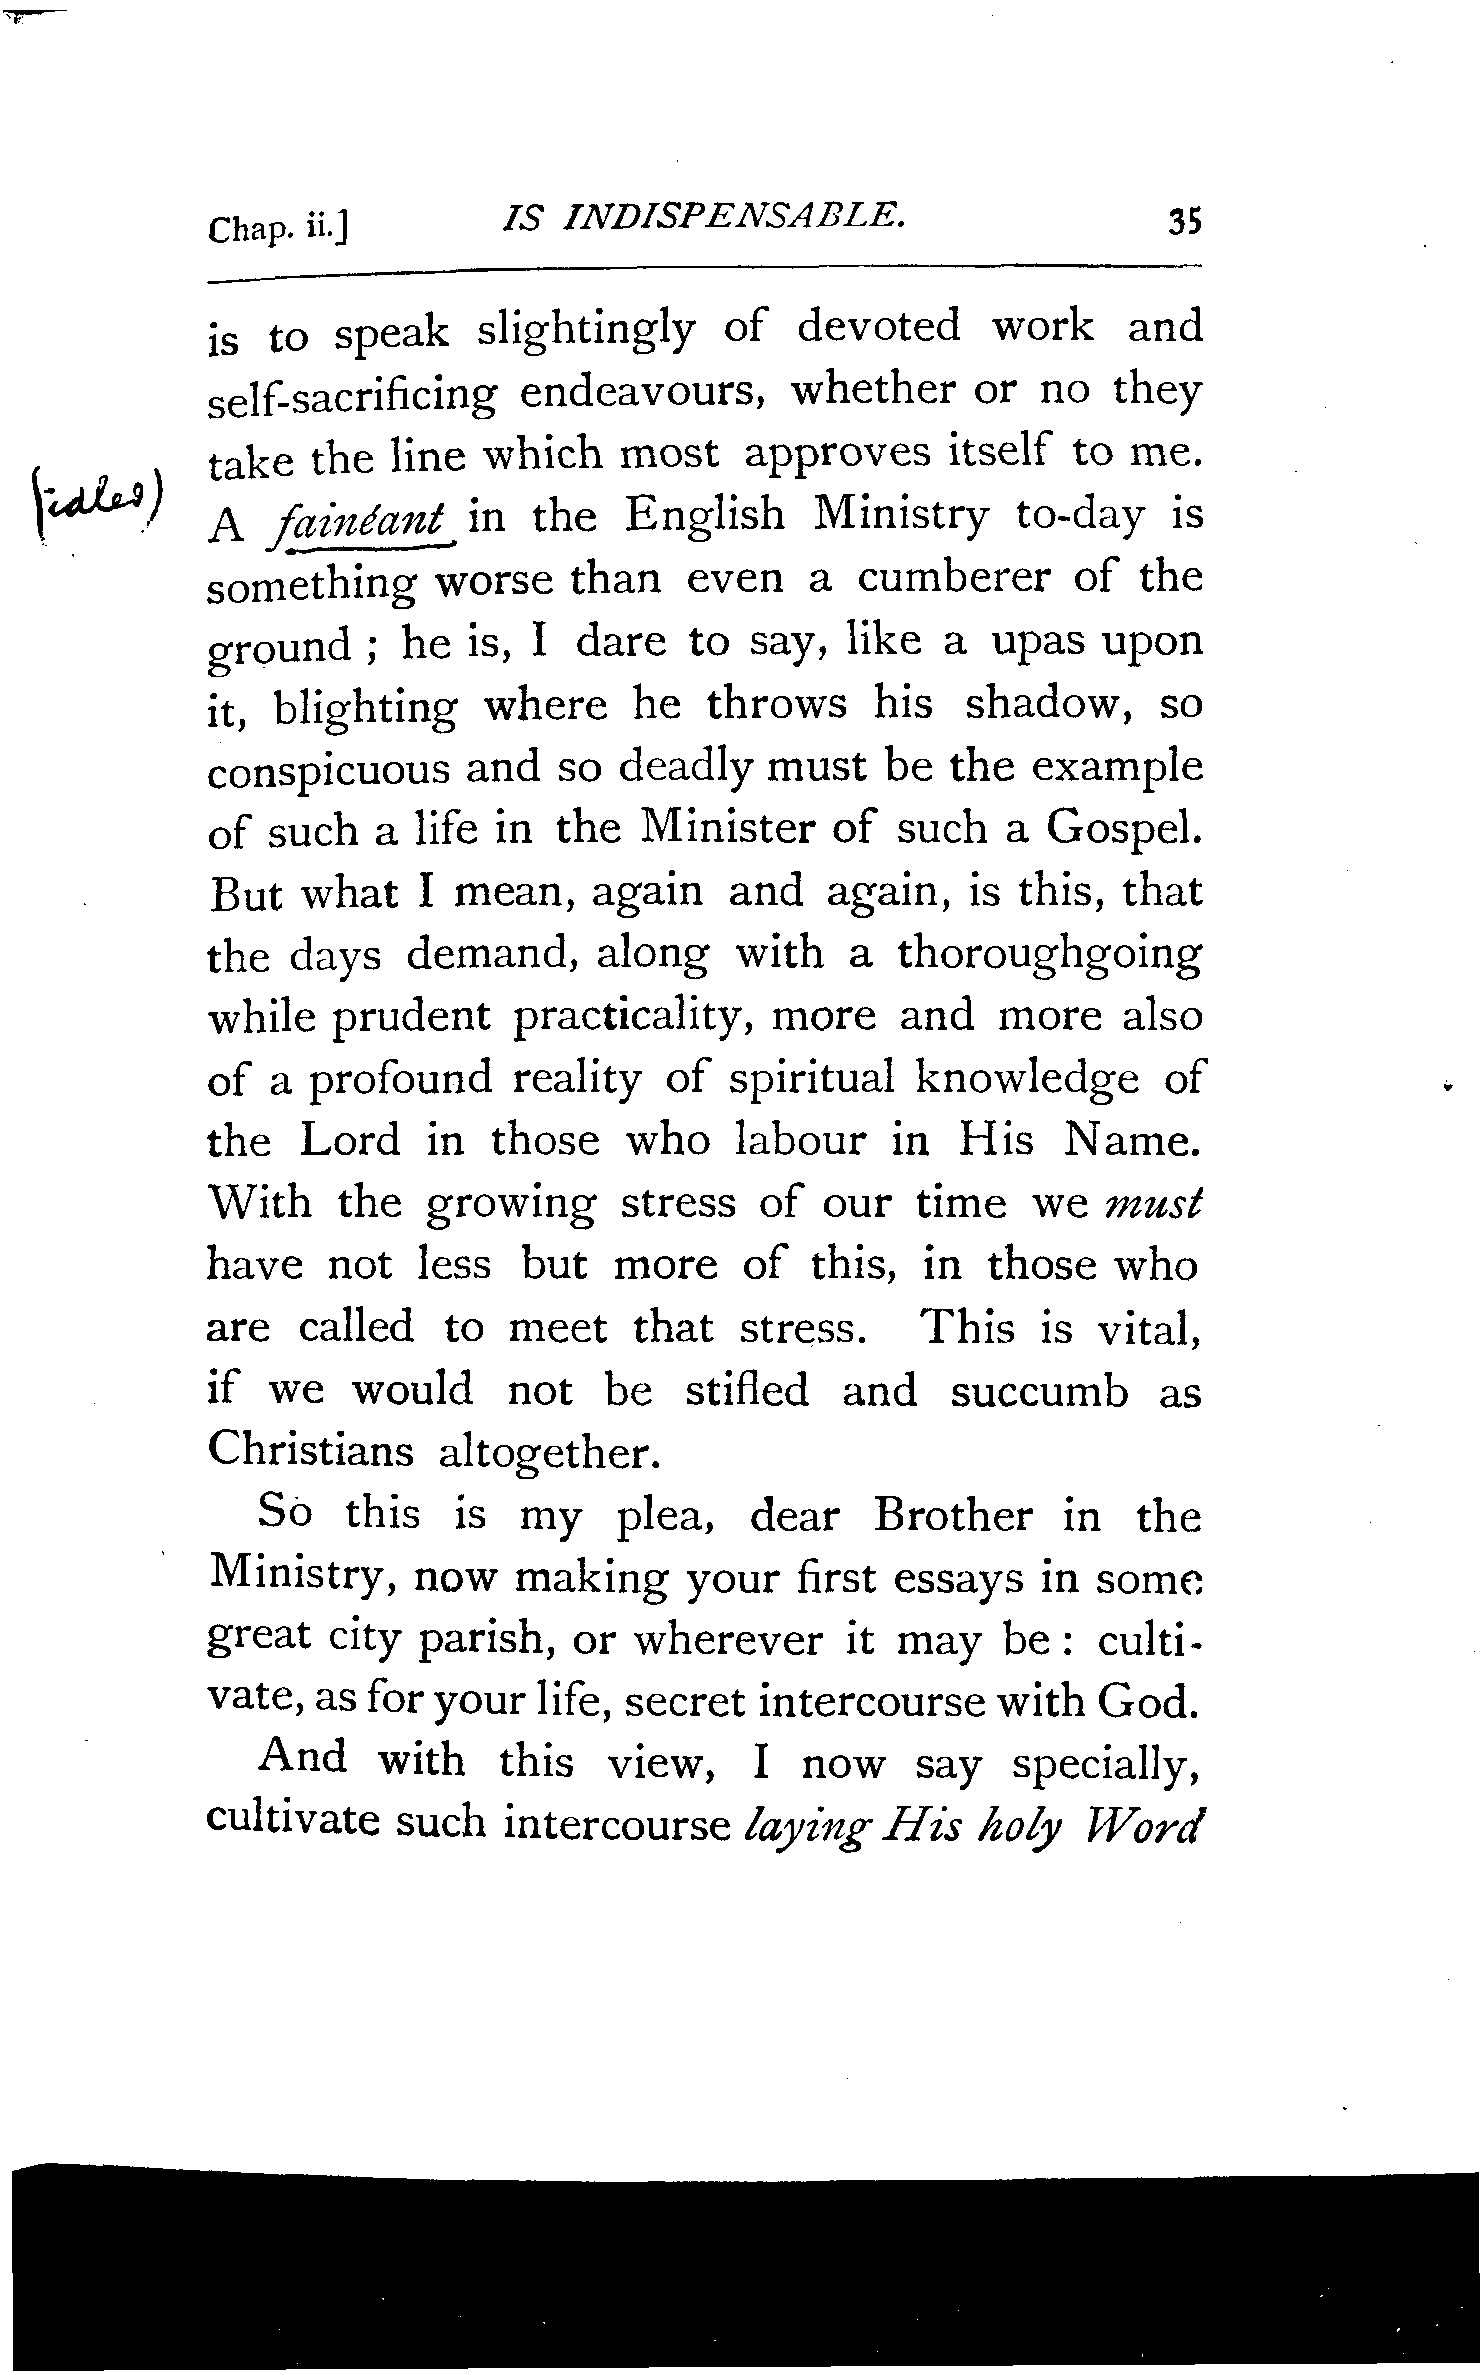 Chap. ii.] IS INDISPENSABLE. 35
is to speak slightingly of devoted work and
self-sacrificing endeavours, whether or no they
take the line which most approves itself to me.
(idles)
A fainéant in the English Ministry to-day is
something worse than even a cumberer of the
ground ; he is, I dare to say, like a upas upon
it, blighting where he throws his shadow, so
conspicuous and so deadly must be the example
of such a life in the Minister of such a Gospel.
But what I mean, again and again, is this, that
the days demand, along with a thoroughgoing
while prudent practicality, more and more also
of a profound reality of spiritual knowledge of
the Lord in those who labour in His Name.
With the growing stress of our time we must
have not less but more of this, in those who
are called to meet that stress. This is vital,
if we would not be stifled and succumb as
Christians altogether.
So this is my plea, dear Brother in the
Ministry, now making your first essays in some
great city parish, or wherever it may be : culti-
vate, as for your life, secret intercourse with God.
And with this view, I now say specially,
cultivate such intercourse laying His holy Word